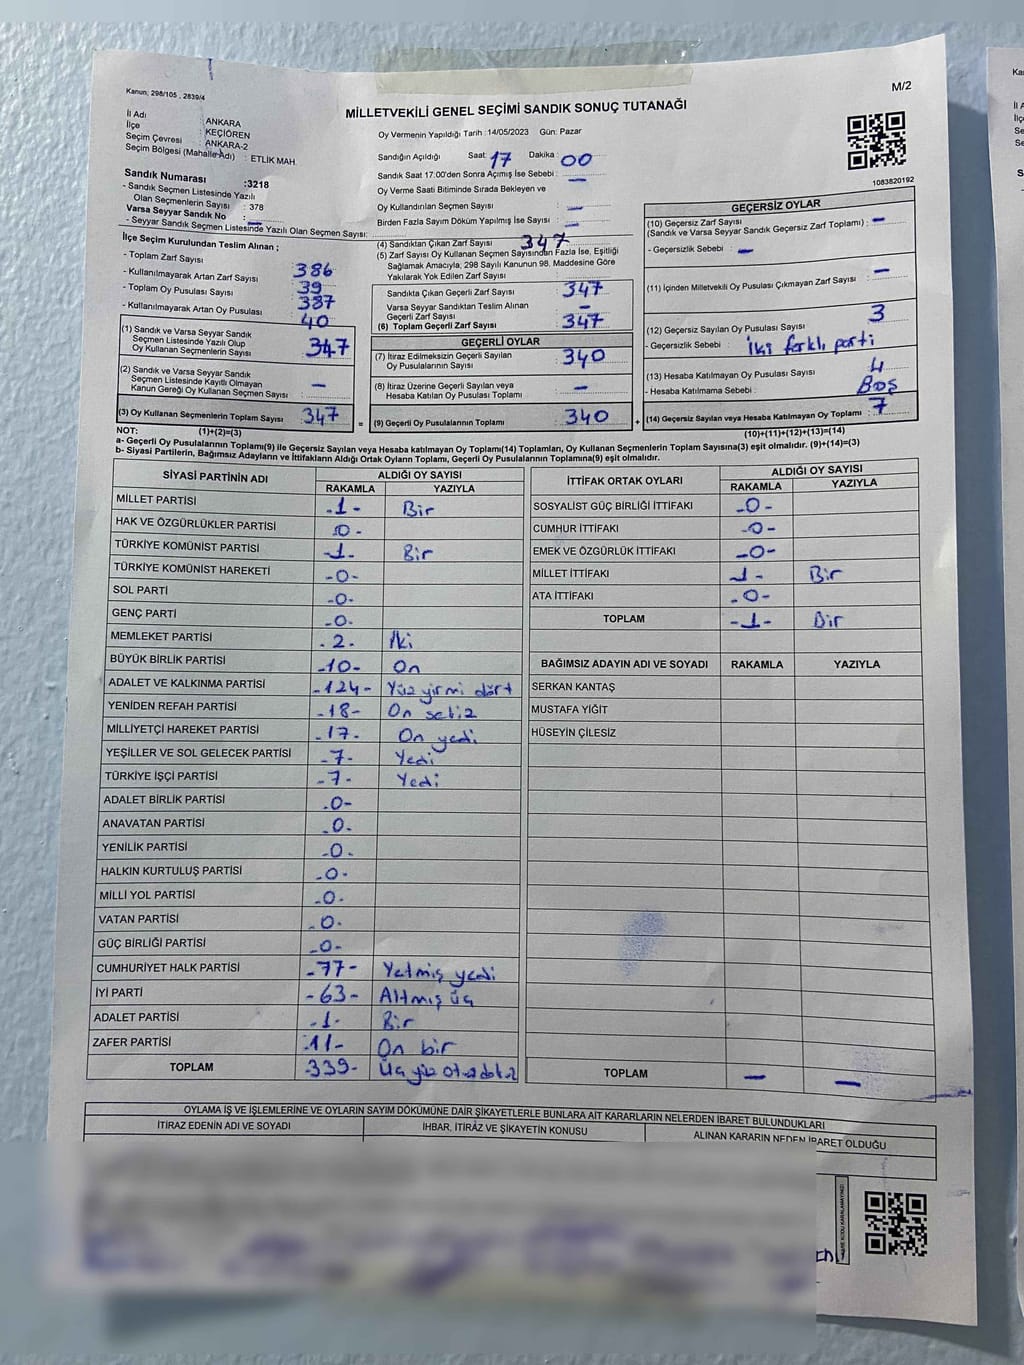 Kanun, 298/105 , 2839/4
M/2
MİLLETVEKİLİ GENEL SEÇİMİ SANDIK SONUÇ TUTANAĞI
İl Adı : ANKARA
İlçe : KEÇİÖREN
Seçim Çevresi : ANKARA-2
Seçim Bölgesi (Mahalle Adı) : ETLİK MAH.
Sandık Numarası :3218
- Sandık Seçmen Listesinde Yazılı
Olan Seçmenlerin Sayısı : 378
Varsa Seyyar Sandık No : -
- Seyyar Sandık Seçmen Listesinde Yazılı Olan Seçmen Sayısı:
İlçe Seçim Kurulundan Teslim Alınan ;
- Toplam Zarf Sayısı : 386
- Kullanılmayarak Artan Zarf Sayısı : 39
- Toplam Oy Pusulası Sayısı : 387
- Kullanılmayarak Artan Oy Pusulası : 40
(1) Sandık ve Varsa Seyyar Sandık
Seçmen Listesinde Yazılı Olup
Oy Kullanan Seçmenlerin Sayısı : 347
(2) Sandık ve Varsa Seyyar Sandık
Seçmen Listesinde Kayıtlı Olmayan
Kanun Gereği Oy Kullanan Seçmen Sayısı : -
(3) Oy Kullanan Seçmenlerin Toplam Sayısı : 347
Oy Vermenin Yapıldığı Tarih :14/05/2023 Gün: Pazar
Sandığın Açıldığı Saat: 17 Dakika : 00
Sandık Saat 17:00'den Sonra Açımış İse Sebebi : -
Oy Verme Saati Bitiminde Sırada Bekleyen ve
Oy Kullandırılan Seçmen Sayısı : -
Birden Fazla Sayım Döküm Yapılmış İse Sayısı : -
(4) Sandıktan Çıkan Zarf Sayısı : 347
(5) Zarf Sayısı Oy Kullanan Seçmen Sayısından Fazla İse, Eşitliği
Sağlamak Amacıyla, 298 Sayılı Kanunun 98. Maddesine Göre
Yakılarak Yok Edilen Zarf Sayısı :
Sandıkta Çıkan Geçerli Zarf Sayısı : 347
Varsa Seyyar Sandıktan Teslim Alınan
Geçerli Zarf Sayısı : -
(6) Toplam Geçerli Zarf Sayısı : 347
GEÇERLİ OYLAR
(7) İtiraz Edilmeksizin Geçerli Sayılan
Oy Pusulalarının Sayısı : 340
(8) İtiraz Üzerine Geçerli Sayılan veya
Hesaba Katılan Oy Pusulası Toplamı : -
= (9) Geçerli Oy Pusulalarının Toplamı : 340
1083820192
GEÇERSİZ OYLAR
(10) Geçersiz Zarf Sayısı
(Sandık ve Varsa Seyyar Sandık Geçersiz Zarf Toplamı) : -
- Geçersizlik Sebebi : -
(11) İçinden Milletvekili Oy Pusulası Çıkmayan Zarf Sayısı : -
(12) Geçersiz Sayılan Oy Pusulası Sayısı : 3
- Geçersizlik Sebebi : İki farklı parti
(13) Hesaba Katılmayan Oy Pusulası Sayısı : 4
- Hesaba Katılmama Sebebi : Boş
+ (14) Geçersiz Sayılan veya Hesaba Katılmayan Oy Toplamı : 7
NOT: (1)+(2)=(3) (10)+(11)+(12)+(13)=(14)
a- Geçerli Oy Pusulalarının Toplamı(9) ile Geçersiz Sayılan veya Hesaba katılmayan Oy Toplamı(14) Toplamları, Oy Kullanan Seçmenlerin Toplam Sayısına(3) eşit olmalıdır. (9)+(14)=(3)
b- Siyasi Partilerin, Bağımsız Adayların ve İttifakların Aldığı Ortak Oyların Toplamı, Geçerli Oy Pusulalarının Toplamına(9) eşit olmalıdır.
SİYASİ PARTİNİN ADI ALDIĞI OY SAYISI
RAKAMLA YAZIYLA
MİLLET PARTİSİ -1- Bir
HAK VE ÖZGÜRLÜKLER PARTİSİ -0-
TÜRKİYE KOMÜNİST PARTİSİ -1- Bir
TÜRKİYE KOMÜNİST HAREKETİ -0-
SOL PARTİ -0-
GENÇ PARTİ -0-
MEMLEKET PARTİSİ -2- İki
BÜYÜK BİRLİK PARTİSİ -10- On
ADALET VE KALKINMA PARTİSİ -124- Yüz yirmi dört
YENİDEN REFAH PARTİSİ -18- On sekiz
MİLLİYETÇİ HAREKET PARTİSİ -17- On yedi
YEŞİLLER VE SOL GELECEK PARTİSİ -7- Yedi
TÜRKİYE İŞÇİ PARTİSİ -7- Yedi
ADALET BİRLİK PARTİSİ -0-
ANAVATAN PARTİSİ -0-
YENİLİK PARTİSİ -0-
HALKIN KURTULUŞ PARTİSİ -0-
MİLLİ YOL PARTİSİ -0-
VATAN PARTİSİ -0-
GÜÇ BİRLİĞİ PARTİSİ -0-
CUMHURİYET HALK PARTİSİ -77- Yetmiş yedi
İYİ PARTİ -63- Altmış üç
ADALET PARTİSİ -1- Bir
ZAFER PARTİSİ -11- On bir
TOPLAM -339- Üç yüz otuz dokuz
İTTİFAK ORTAK OYLARI ALDIĞI OY SAYISI
RAKAMLA YAZIYLA
SOSYALİST GÜÇ BİRLİĞİ İTTİFAKI -0-
CUMHUR İTTİFAKI -0-
EMEK VE ÖZGÜRLÜK İTTİFAKI -0-
MİLLET İTTİFAKI -1- Bir
ATA İTTİFAKI -0-
TOPLAM -1- Bir
BAĞIMSIZ ADAYIN ADI VE SOYADI RAKAMLA YAZIYLA
SERKAN KANTAŞ
MUSTAFA YİĞİT
HÜSEYİN ÇİLESİZ
TOPLAM - -
OYLAMA İŞ VE İŞLEMLERİNE VE OYLARIN SAYIM DÖKÜMÜNE DAİR ŞİKAYETLERLE BUNLARA AİT KARARLARIN NELERDEN İBARET BULUNDUKLARI
İTİRAZ EDENİN ADI VE SOYADI İHBAR, İTİRAZ VE ŞİKAYETİN KONUSU ALINAN KARARIN NEDEN İBARET OLDUĞU